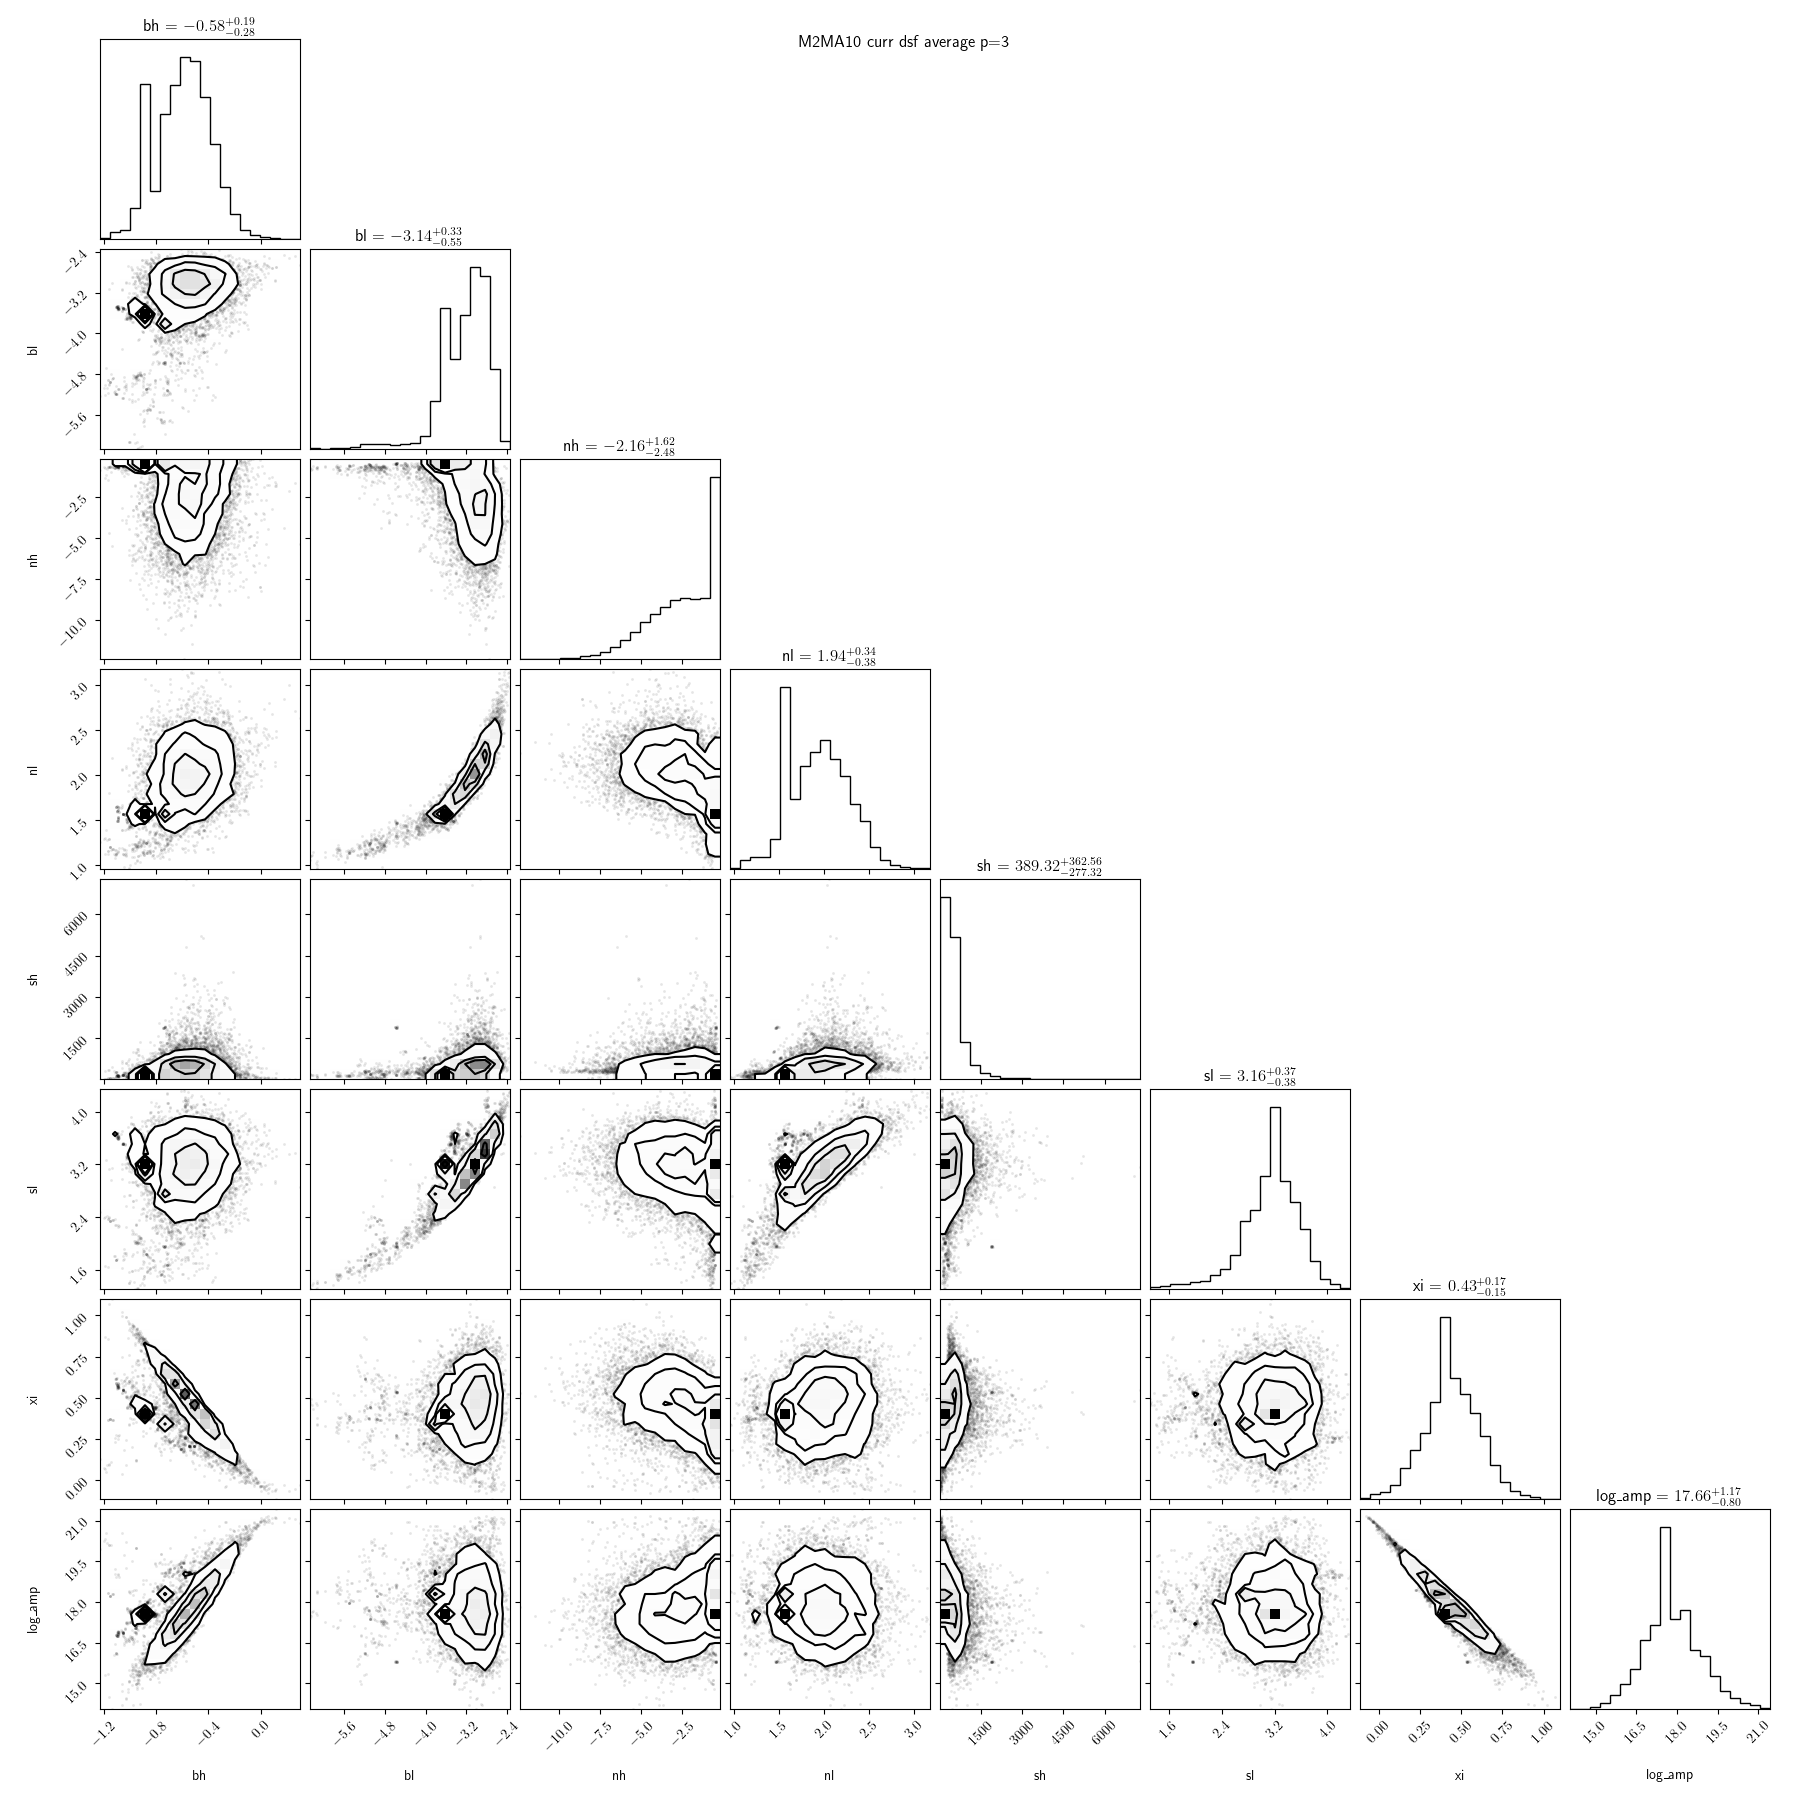 M2MA10 curr dsf average p=3
bh = −0.58 +0.19 −0.28
bl = −3.14 +0.33 −0.55
−2.4
−3.2
−4.0
−4.8
−5.6
bl
nh = −2.16 +1.62 −2.48
−2.5
−5.0
−7.5
−10.0
nh
nl = 1.94 +0.34 −0.38
3.0
2.5
2.0
1.5
1.0
nl
sh = 389.32 +362.56 −277.32
6000
4500
3000
1500
sh
sl = 3.16 +0.37 −0.38
4.0
3.2
2.4
1.6
sl
xi = 0.43 +0.17 −0.15
1.00
0.75
0.50
0.25
0.00
xi
log_amp = 17.66 +1.17 −0.80
21.0
19.5
18.0
16.5
15.0
log_amp
−1.2 −0.8 −0.4 0.0 −5.6 −4.8 −4.0 −3.2 −2.4 −10.0 −7.5 −5.0 −2.5 1.0 1.5 2.0 2.5 3.0 1500 3000 4500 6000 1.6 2.4 3.2 4.0 0.00 0.25 0.50 0.75 1.00 15.0 16.5 18.0 19.5 21.0
bh bl nh nl sh sl xi log_amp